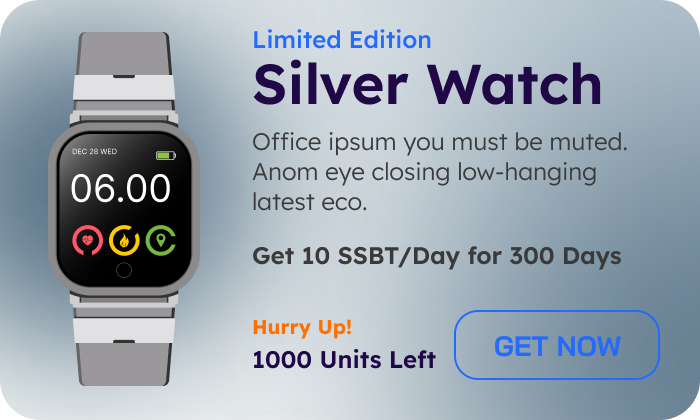 Limited Edition
Silver Watch
Office ipsum you must be muted.
Anom eye closing low-hanging
latest eco.
Get 10 SSBT/Day for 300 Days
Hurry Up!
1000 Units Left
GET NOW
DEC 28 WED
06.00